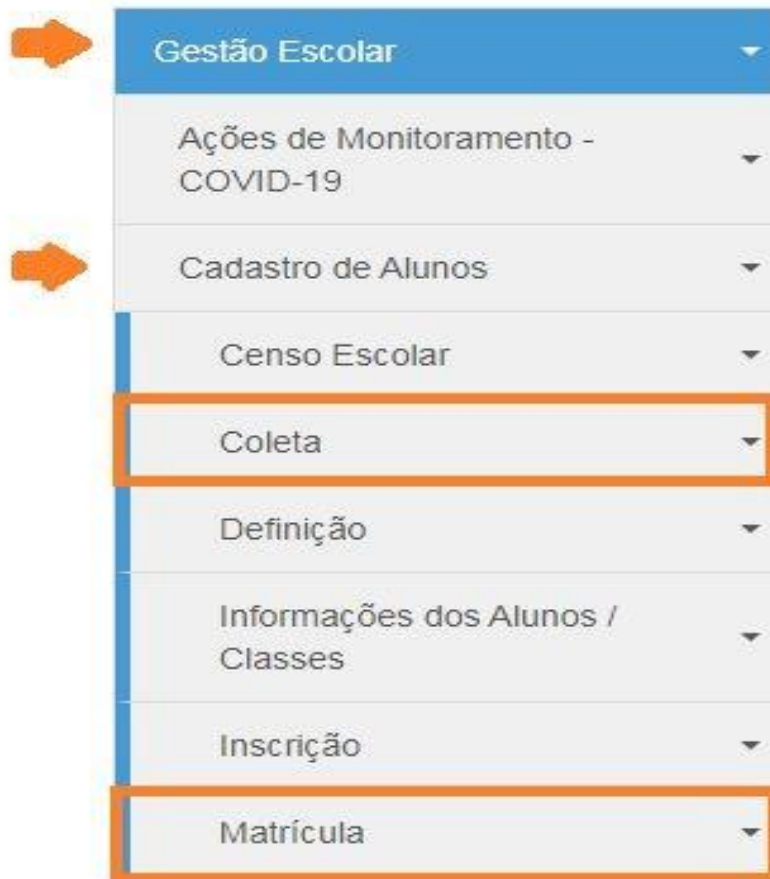 Gestão Escolar
Ações de Monitoramento -
COVID-19
Cadastro de Alunos
Censo Escolar
Coleta
Definição
Informações dos Alunos /
Classes
Inscrição
Matrícula